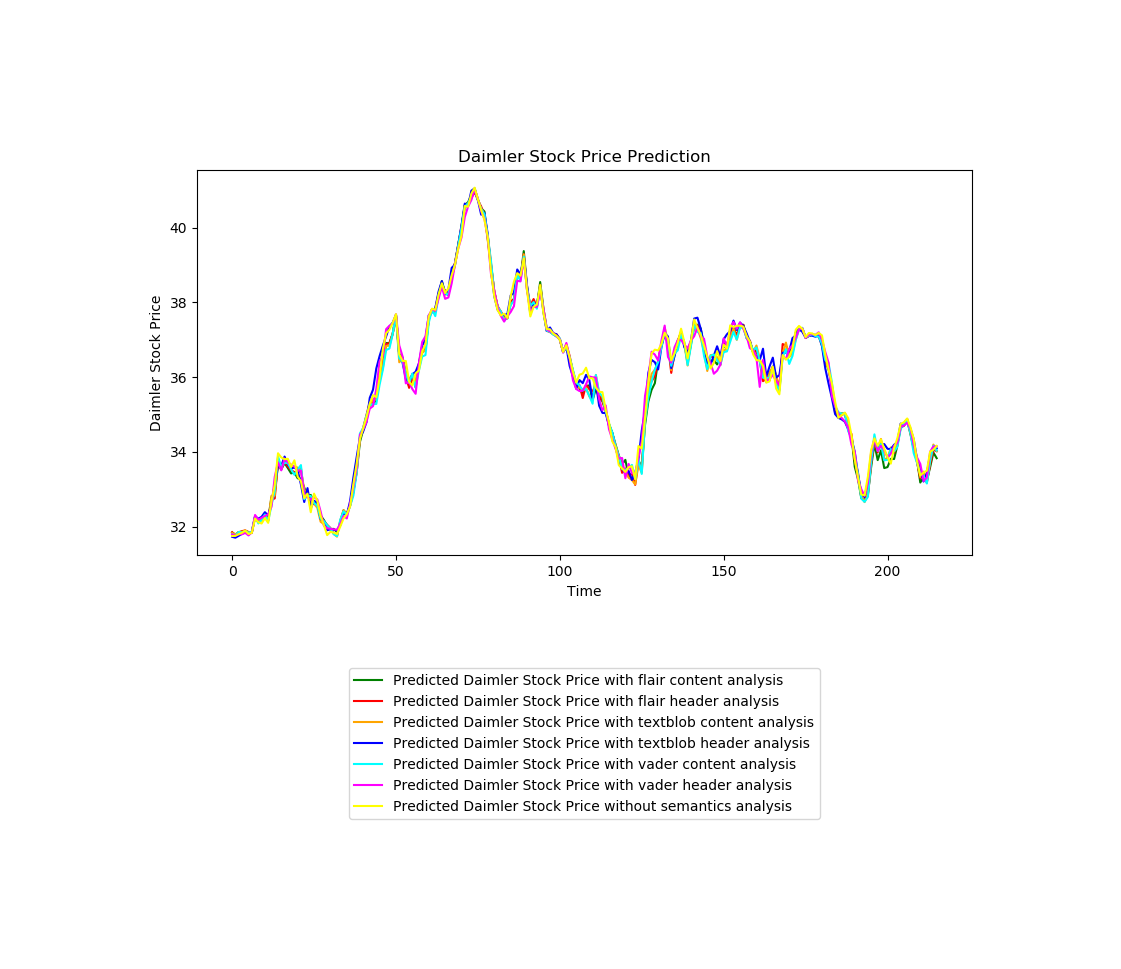 Daimler Stock Price Prediction
Daimler Stock Price
40
38
36
34
32
0 50 100 150 200
Time
Predicted Daimler Stock Price with flair content analysis
Predicted Daimler Stock Price with flair header analysis
Predicted Daimler Stock Price with textblob content analysis
Predicted Daimler Stock Price with textblob header analysis
Predicted Daimler Stock Price with vader content analysis
Predicted Daimler Stock Price with vader header analysis
Predicted Daimler Stock Price without semantics analysis